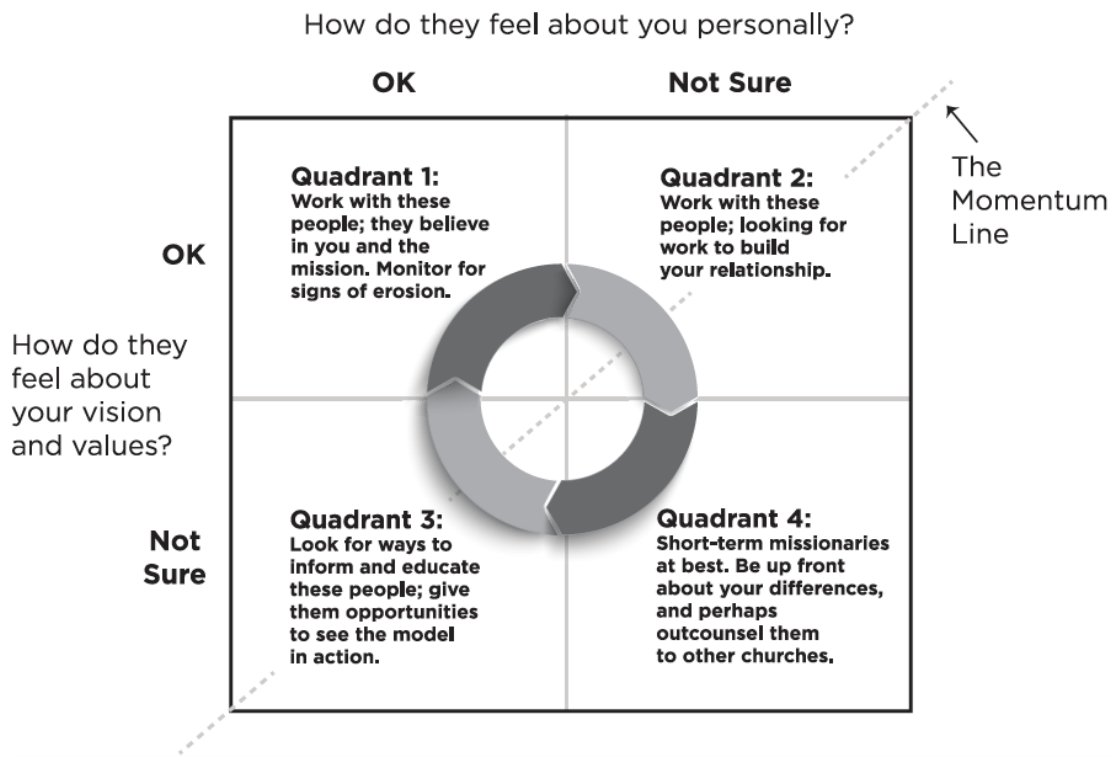 How do they feel about you personally?
OK
Not Sure
The
Momentum
Line
OK
Quadrant 1:
Work with these
people; they believe
in you and the
mission. Monitor for
signs of erosion.
Quadrant 2:
Work with these
people; looking for
work to build
your relationship.
How do they
feel about
your vision
and values?
Not
Sure
Quadrant 3:
Look for ways to
inform and educate
these people; give
them opportunities
to see the model
in action.
Quadrant 4:
Short-term missionaries
at best. Be up front
about your differences,
and perhaps
outcounsel them
to other churches.